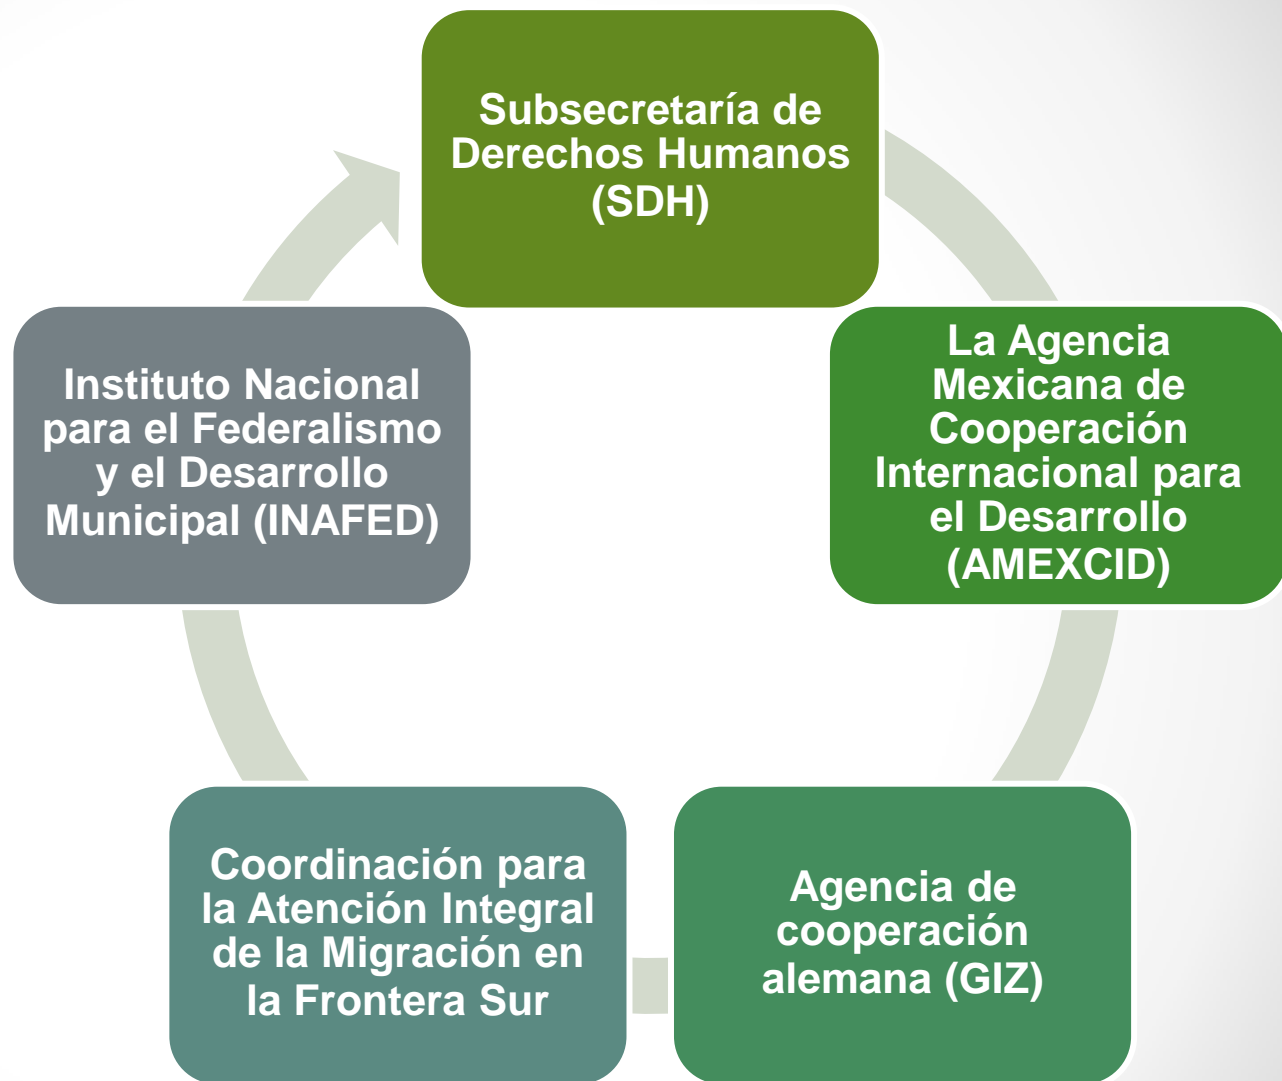 Subsecretaría de
Derechos Humanos
(SDH)
La Agencia
Mexicana de
Cooperación
Internacional para
el Desarrollo
(AMEXCID)
Agencia de
cooperación
alemana (GIZ)
Coordinación para
la Atención Integral
de la Migración en
la Frontera Sur
Instituto Nacional
para el Federalismo
y el Desarrollo
Municipal (INAFED)